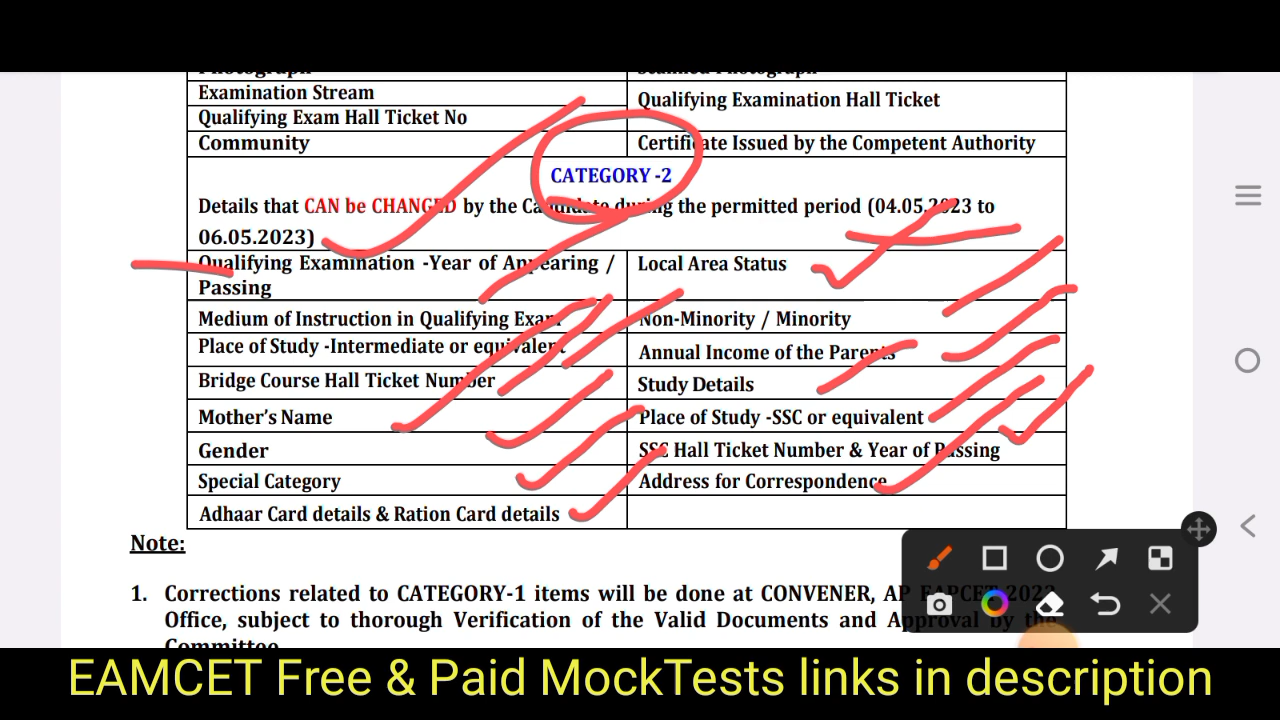 Photograph
Scanned Photograph
Examination Stream
Qualifying Examination Hall Ticket
Qualifying Exam Hall Ticket No
Community
Certificate Issued by the Competent Authority
CATEGORY -2
Details that CAN be CHANGED by the Candidate during the permitted period (04.05.2023 to
06.05.2023)
Qualifying Examination -Year of Appearing /
Passing
Local Area Status
Medium of Instruction in Qualifying Exam
Non-Minority / Minority
Place of Study -Intermediate or equivalent
Annual Income of the Parents
Bridge Course Hall Ticket Number
Study Details
Mother's Name
Place of Study -SSC or equivalent
Gender
SSC Hall Ticket Number & Year of Passing
Special Category
Address for Correspondence
Adhaar Card details & Ration Card details
Note:
1. Corrections related to CATEGORY-1 items will be done at CONVENER, AP EAPCET 2023
Office, subject to thorough Verification of the Valid Documents and Approval by the
Committee
EAMCET Free & Paid MockTests links in description